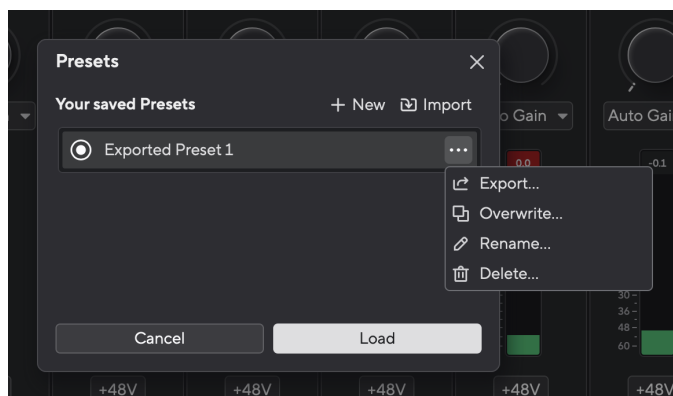 Presets
Your saved Presets
New
Import
Auto Gain
Exported Preset 1
0.0
-0.1
Export...
Overwrite...
Rename...
Delete...
30
36
48
60
Cancel
Load
+48V
+48V
+48V
+48V
+48V